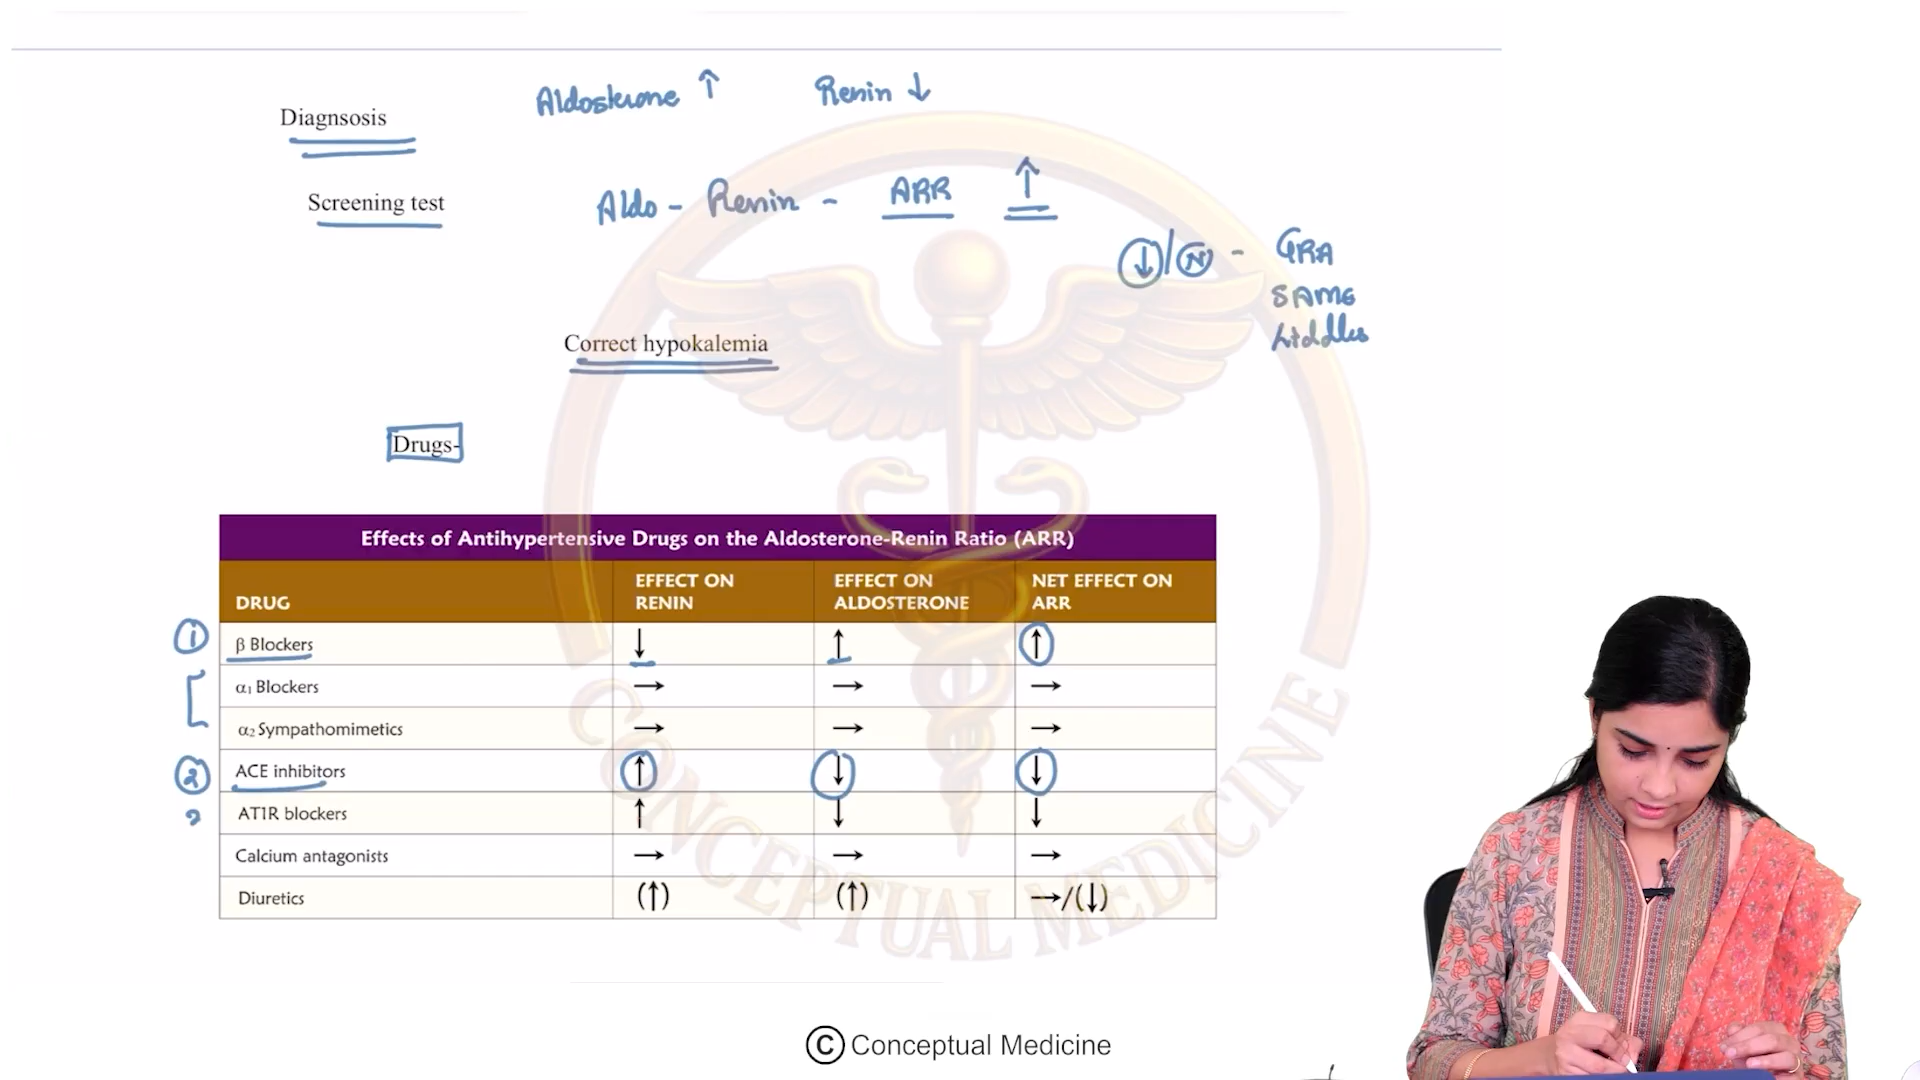 Aldosterone ↑ Renin ↓
Diagnsosis
Screening test Aldo - Renin - ARR ↑
↓/N - GRA
SAME
Liddles
Correct hypokalemia
Drugs-
Effects of Antihypertensive Drugs on the Aldosterone-Renin Ratio (ARR)
DRUG EFFECT ON RENIN EFFECT ON ALDOSTERONE NET EFFECT ON ARR
1 β Blockers ↓ ↑ ↑
α1 Blockers → → →
α2 Sympathomimetics → → →
2 ACE inhibitors ↑ ↓ ↓
AT1R blockers ↑ ↓ ↓
Calcium antagonists → → →
Diuretics (↑) (↑) →/(↓)
CONCEPTUAL MEDICINE
© Conceptual Medicine